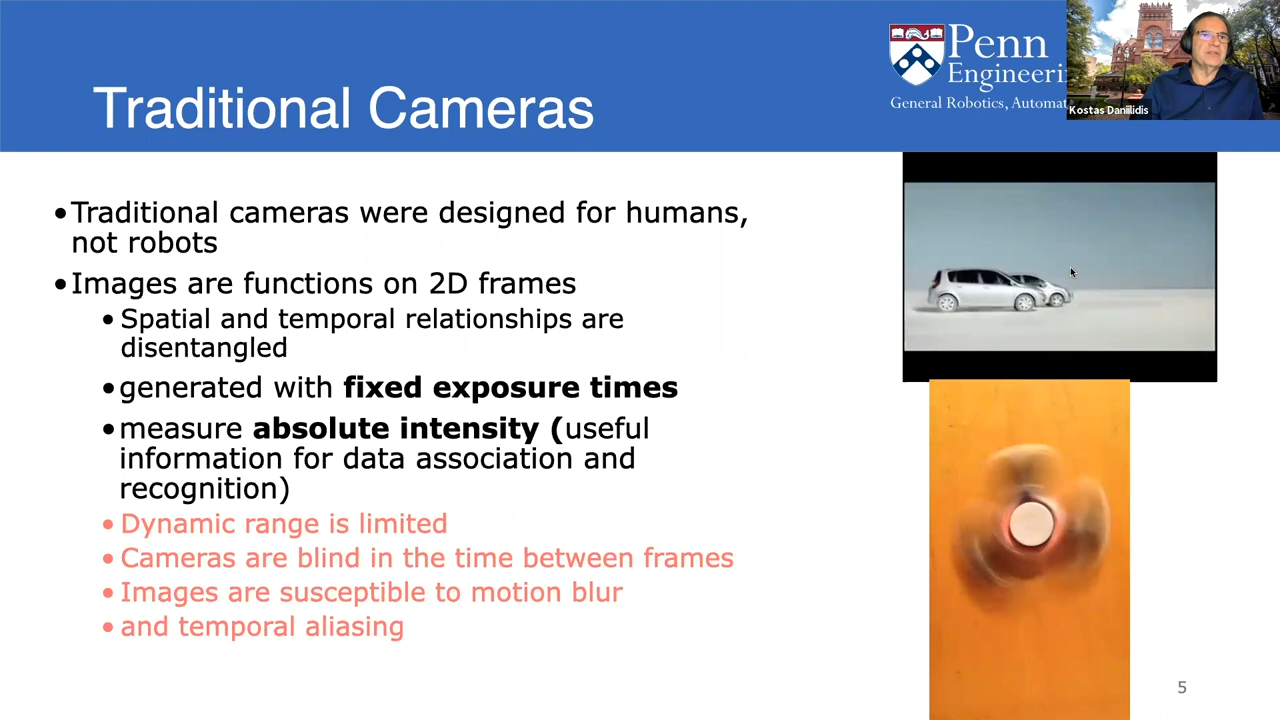 Penn
Engineeri
General Robotics, Automat
Kostas Daniilidis
Traditional Cameras
•Traditional cameras were designed for humans,
not robots
•Images are functions on 2D frames
•Spatial and temporal relationships are
disentangled
•generated with fixed exposure times
•measure absolute intensity (useful
information for data association and
recognition)
•Dynamic range is limited
•Cameras are blind in the time between frames
•Images are susceptible to motion blur
•and temporal aliasing
5